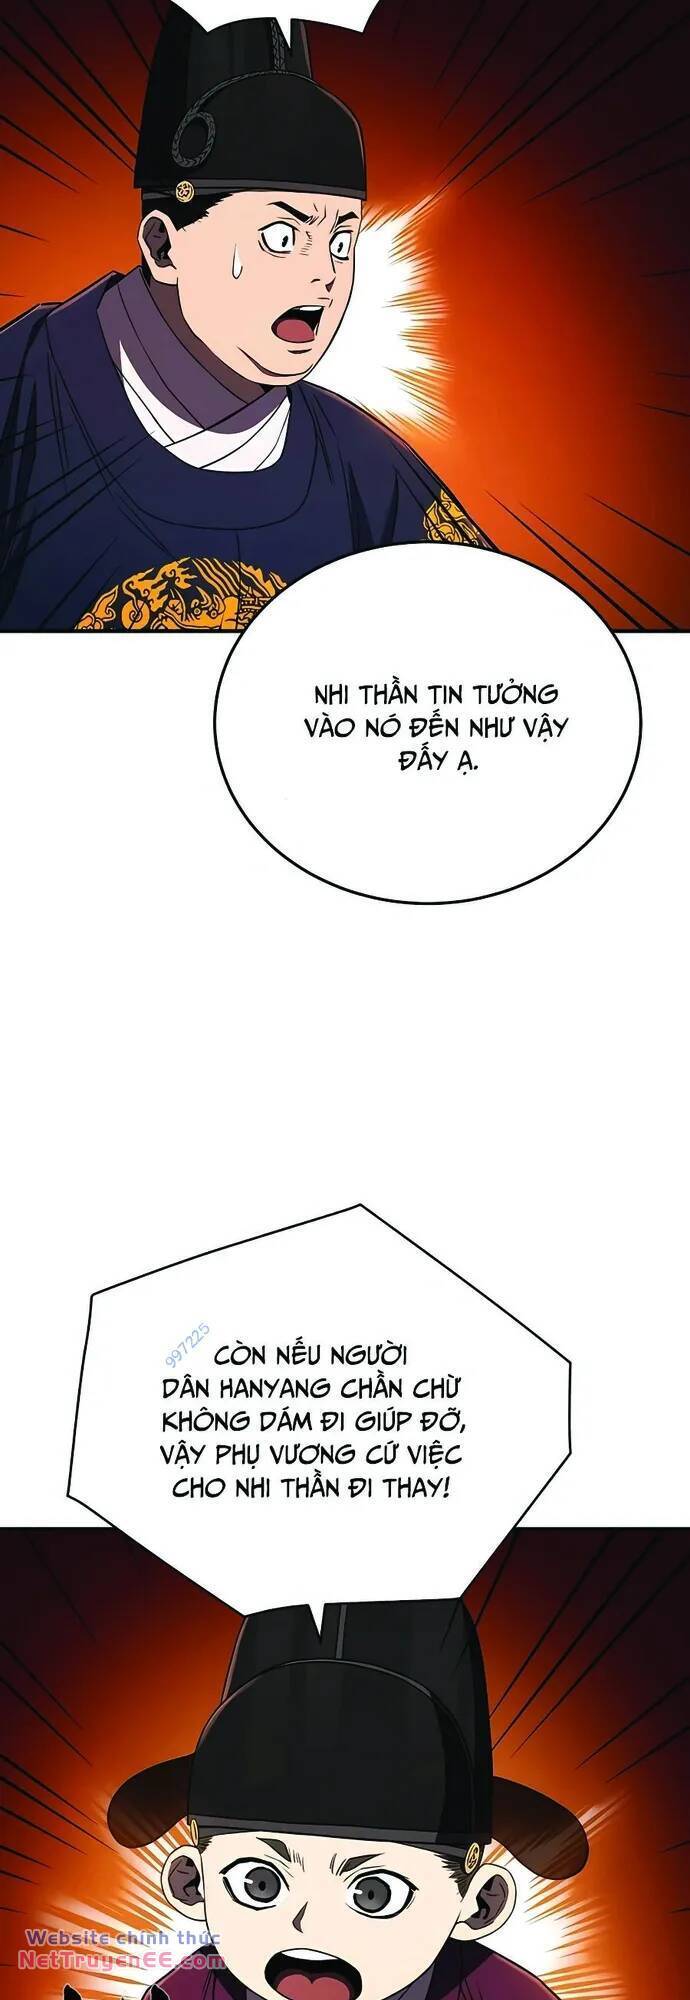 NHI THẦN TIN TƯỞNG
VÀO NÓ ĐẾN NHƯ VẬY
ĐẤY Ạ.
997225
CÒN NẾU NGƯỜI
DÂN HANYANG CHẦN CHỪ
KHÔNG DÁM ĐI GIÚP ĐỠ,
VẬY PHỤ VƯƠNG CỨ VIỆC
CHO NHI THẦN ĐI THAY!
Website chính thức
NetTruyenEE.com